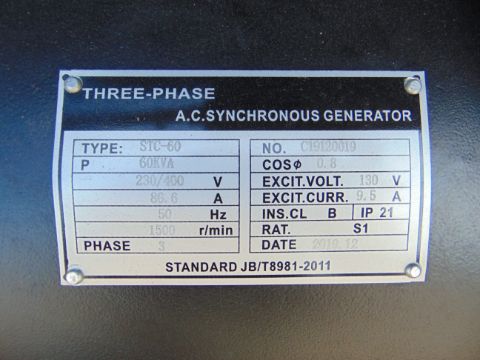 THREE-PHASE
A.C.SYNCHRONOUS GENERATOR
TYPE: STC-60
P 60KVA
230/400 V
86.6 A
50 Hz
1500 r/min
PHASE 3
NO. C19120019
COSϕ 0.8
EXCIT.VOLT. 130 V
EXCIT.CURR. 9.5 A
INS.CL B IP 21
RAT. S1
DATE 2019.12
STANDARD JB/T8981-2011